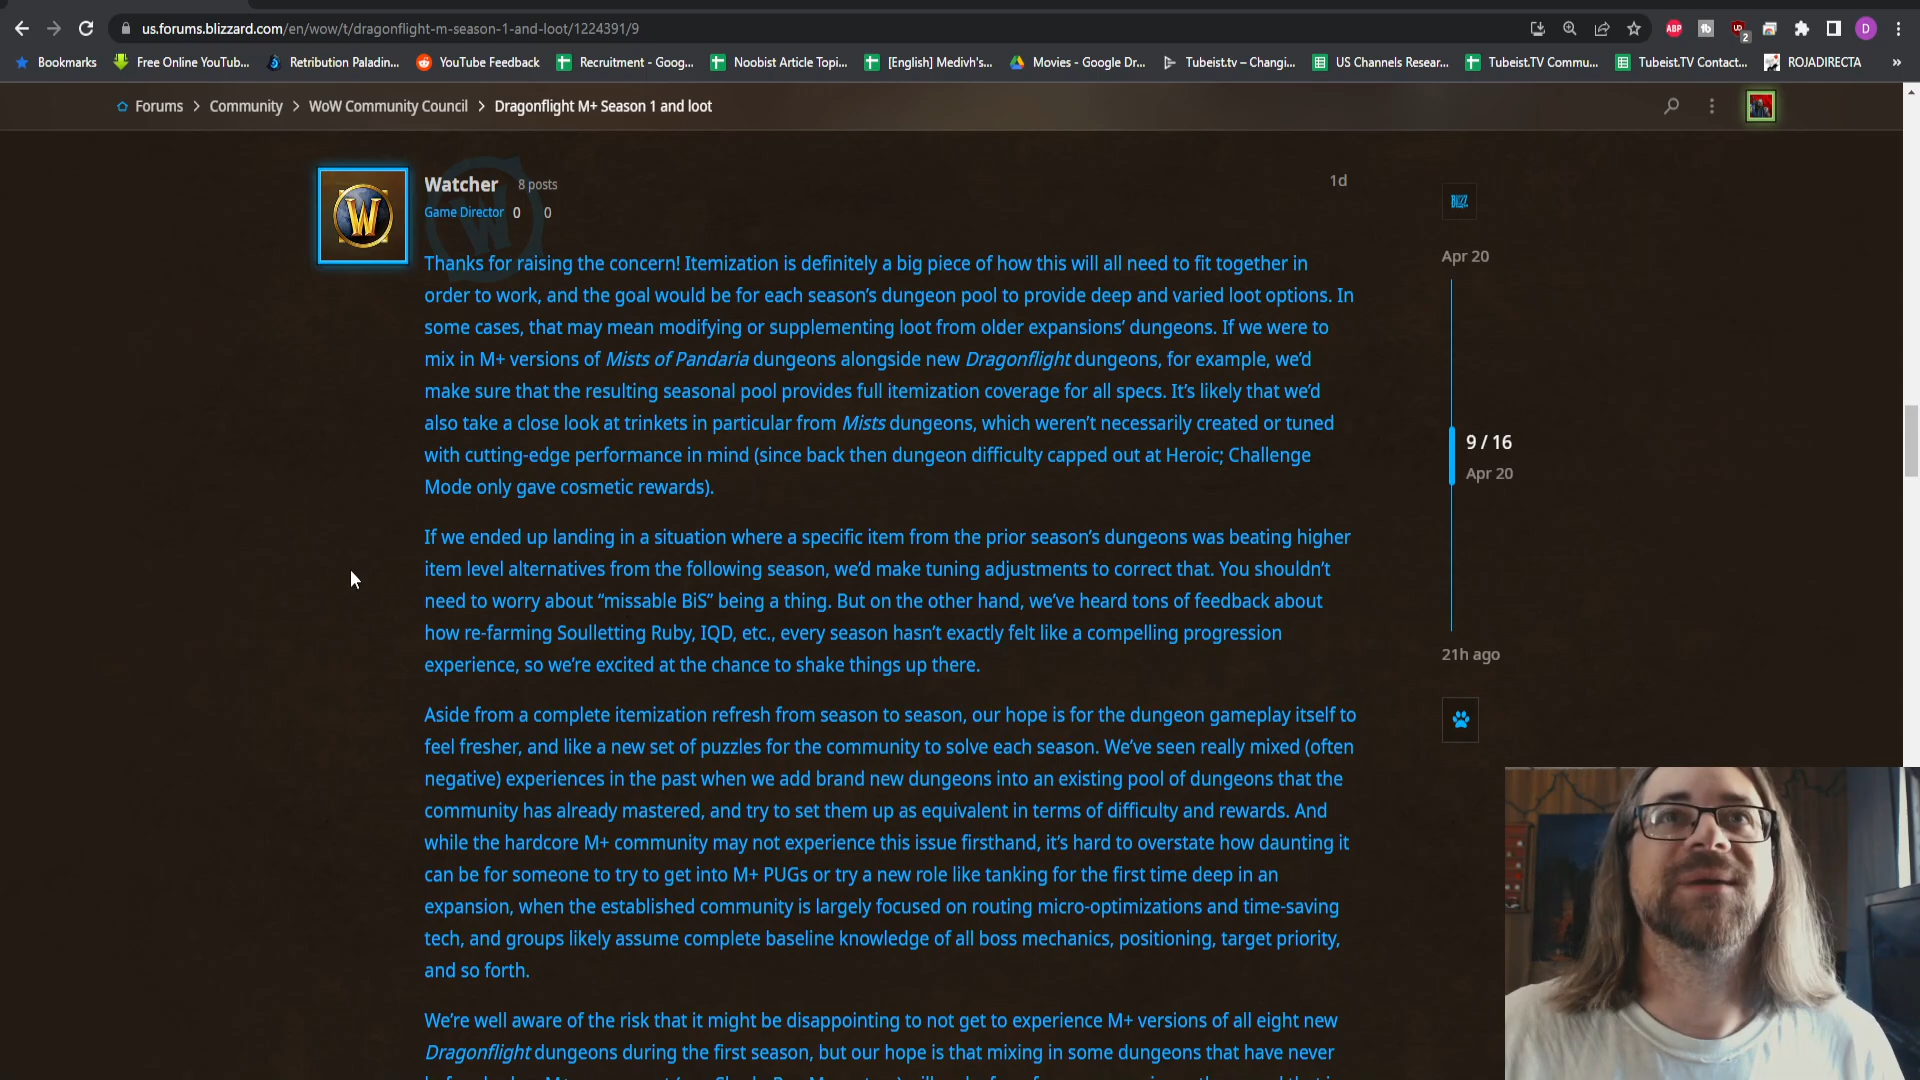 us.forums.blizzard.com/en/wow/t/dragonflight-m-season-1-and-loot/1224391/9
ABP
2
D
Bookmarks
Free Online YouTub...
Retribution Paladin...
YouTube Feedback
Recruitment - Goog...
Noobist Article Topi...
[English] Medivh's...
Movies - Google Dr...
Tubeist.tv – Changi...
US Channels Resear...
Tubeist.TV Commu...
Tubeist.TV Contact...
ROJADIRECTA
»
Forums > Community > WoW Community Council > Dragonflight M+ Season 1 and loot
Watcher 8 posts
1d
Game Director 0 0
Thanks for raising the concern! Itemization is definitely a big piece of how this will all need to fit together in
order to work, and the goal would be for each season's dungeon pool to provide deep and varied loot options. In
some cases, that may mean modifying or supplementing loot from older expansions' dungeons. If we were to
mix in M+ versions of Mists of Pandaria dungeons alongside new Dragonflight dungeons, for example, we'd
make sure that the resulting seasonal pool provides full itemization coverage for all specs. It's likely that we'd
also take a close look at trinkets in particular from Mists dungeons, which weren't necessarily created or tuned
with cutting-edge performance in mind (since back then dungeon difficulty capped out at Heroic; Challenge
Mode only gave cosmetic rewards).
If we ended up landing in a situation where a specific item from the prior season's dungeons was beating higher
item level alternatives from the following season, we'd make tuning adjustments to correct that. You shouldn't
need to worry about “missable BiS” being a thing. But on the other hand, we've heard tons of feedback about
how re-farming Soulletting Ruby, IQD, etc., every season hasn't exactly felt like a compelling progression
experience, so we're excited at the chance to shake things up there.
Aside from a complete itemization refresh from season to season, our hope is for the dungeon gameplay itself to
feel fresher, and like a new set of puzzles for the community to solve each season. We've seen really mixed (often
negative) experiences in the past when we add brand new dungeons into an existing pool of dungeons that the
community has already mastered, and try to set them up as equivalent in terms of difficulty and rewards. And
while the hardcore M+ community may not experience this issue firsthand, it's hard to overstate how daunting it
can be for someone to try to get into M+ PUGs or try a new role like tanking for the first time deep in an
expansion, when the established community is largely focused on routing micro-optimizations and time-saving
tech, and groups likely assume complete baseline knowledge of all boss mechanics, positioning, target priority,
and so forth.
We're well aware of the risk that it might be disappointing to not get to experience M+ versions of all eight new
Dragonflight dungeons during the first season, but our hope is that mixing in some dungeons that have never
BLIZZ
Apr 20
9 / 16
Apr 20
21h ago